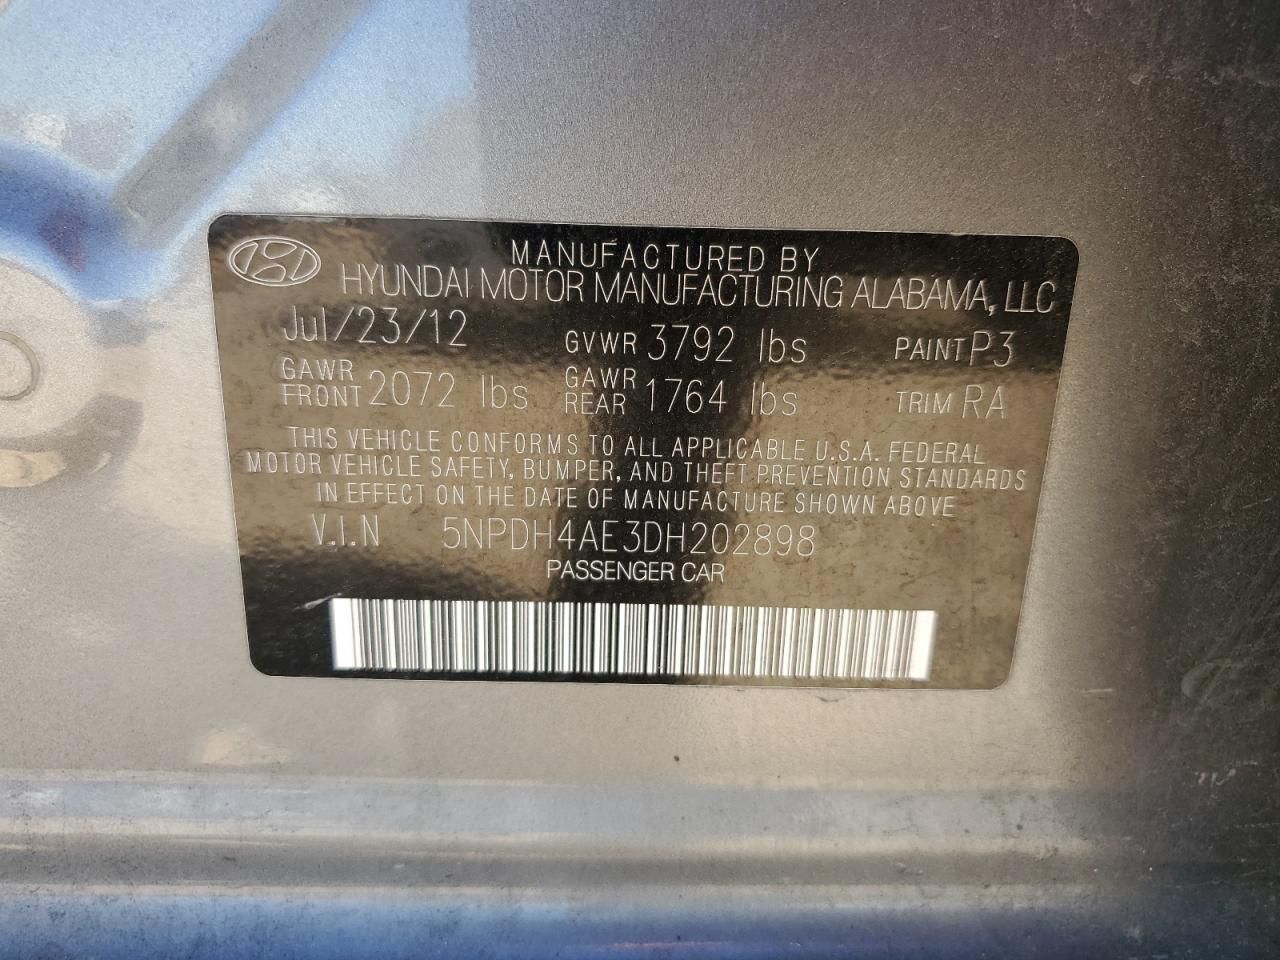 MANUFACTURED BY
HYUNDAI MOTOR MANUFACTURING ALABAMA, LLC
Jul/23/12 GVWR 3792 lbs PAINT P3
GAWR FRONT 2072 lbs GAWR REAR 1764 lbs TRIM RA
THIS VEHICLE CONFORMS TO ALL APPLICABLE U.S.A. FEDERAL
MOTOR VEHICLE SAFETY, BUMPER, AND THEFT PREVENTION STANDARDS
IN EFFECT ON THE DATE OF MANUFACTURE SHOWN ABOVE
V.I.N 5NPDH4AE3DH202898
PASSENGER CAR